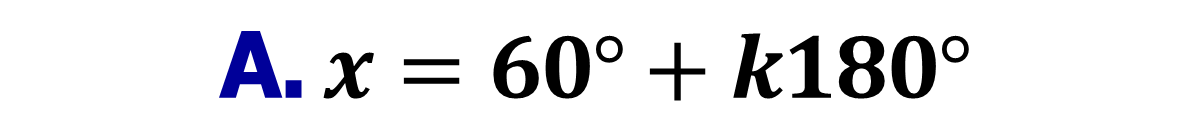 A. x = 60° + k180°